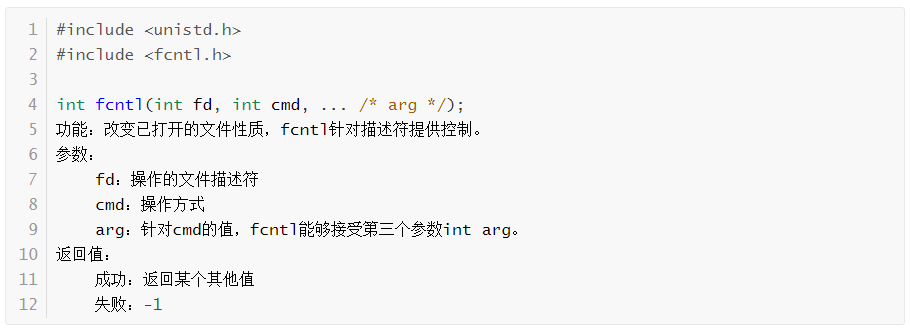 1 #include <unistd.h>
2 #include <fcntl.h>
3
4 int fcntl(int fd, int cmd, ... /* arg */);
5 功能：改变已打开的文件性质，fcntl针对描述符提供控制。
6 参数：
7     fd：操作的文件描述符
8     cmd：操作方式
9     arg：针对cmd的值，fcntl能够接受第三个参数int arg。
10 返回值：
11     成功：返回某个其他值
12     失败：-1